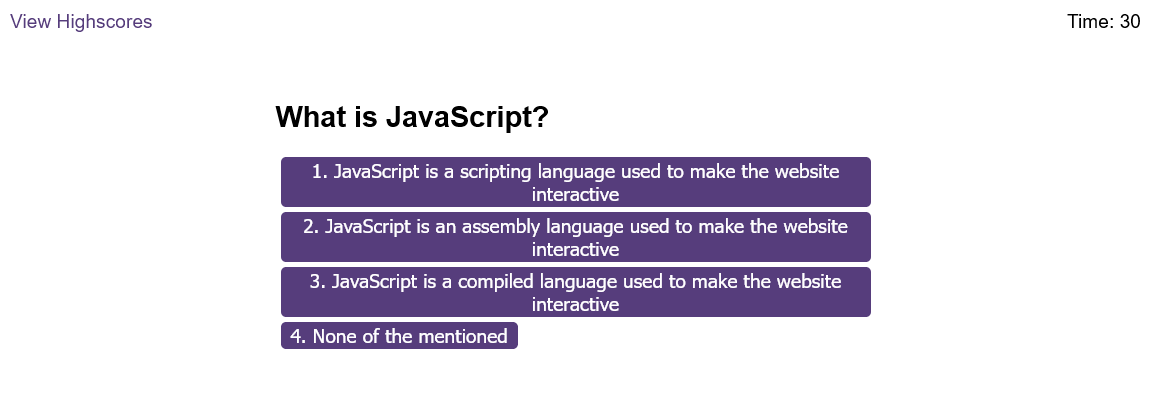 View Highscores
Time: 30
What is JavaScript?
1. JavaScript is a scripting language used to make the website
interactive
2. JavaScript is an assembly language used to make the website
interactive
3. JavaScript is a compiled language used to make the website
interactive
4. None of the mentioned